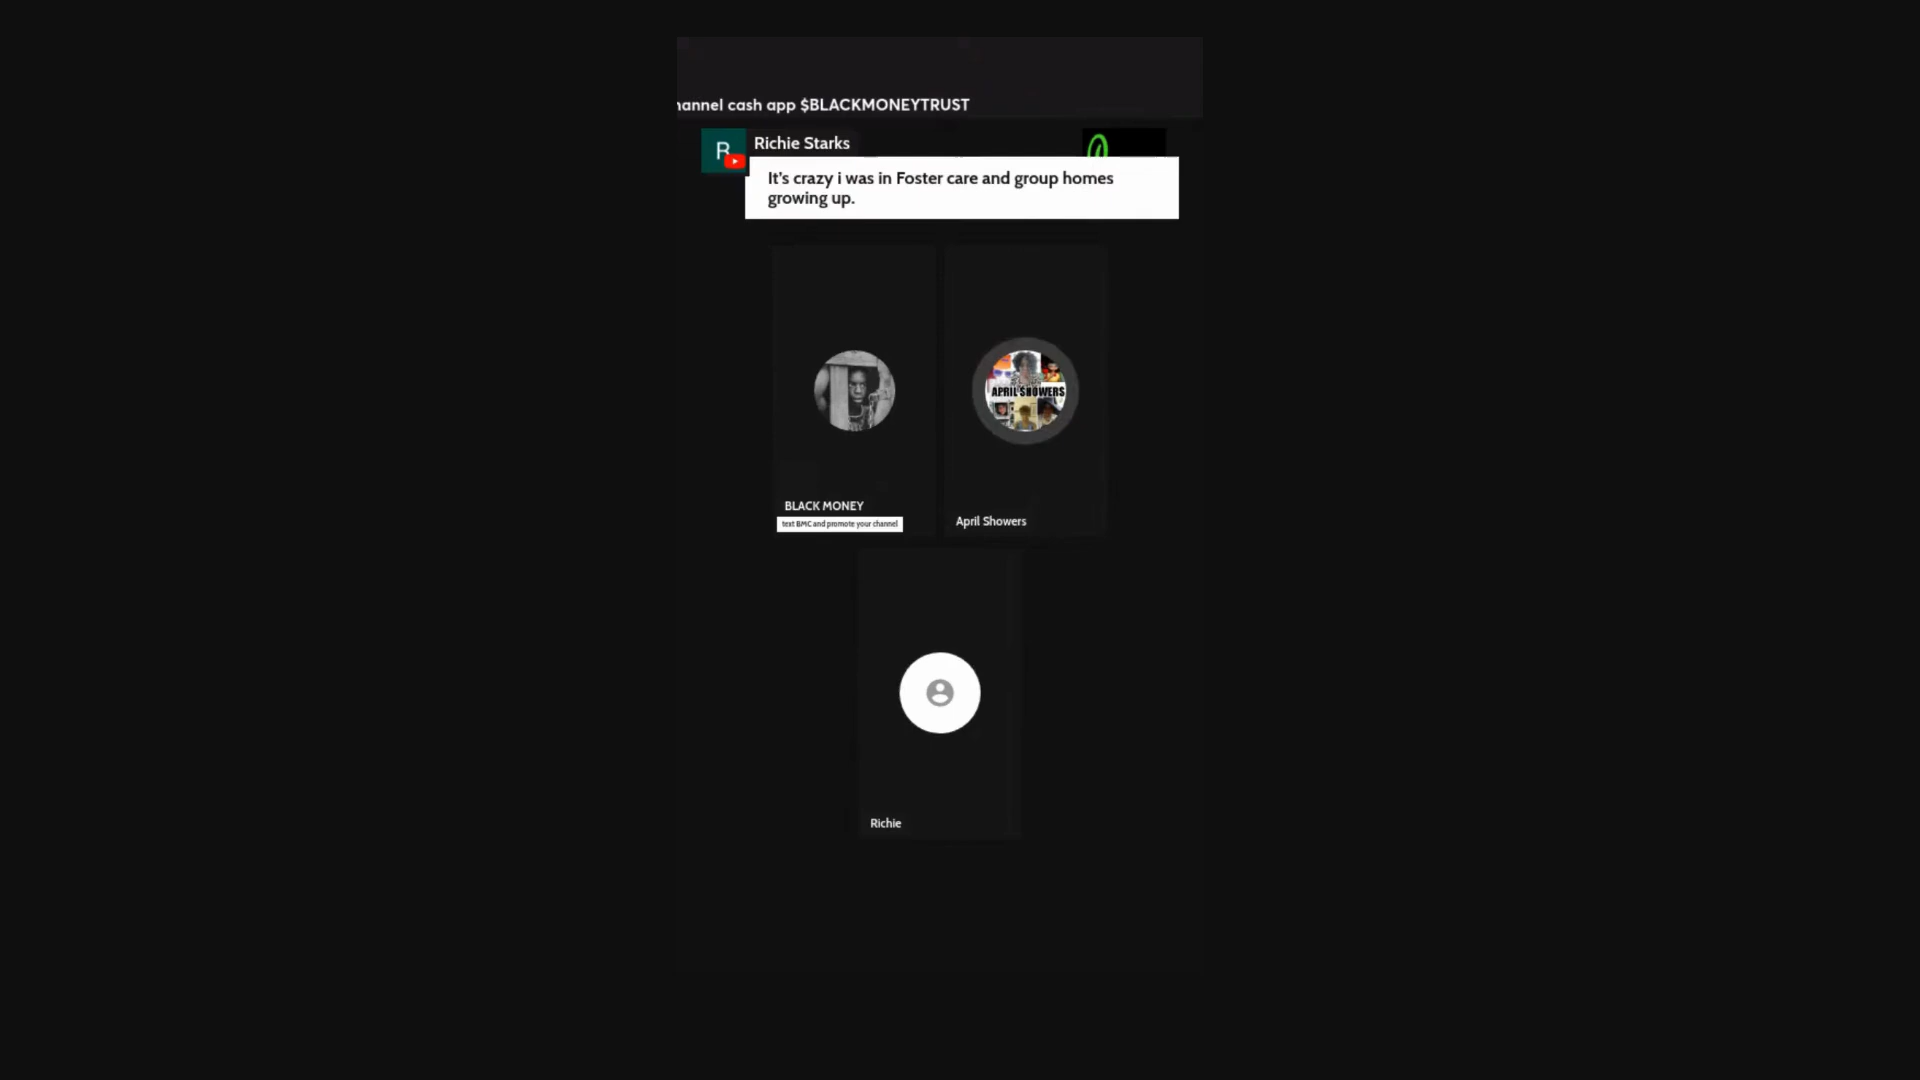 hannel cash app $BLACKMONEYTRUST
R
Richie Starks
It's crazy i was in Foster care and group homes
growing up.
APRIL SHOWERS
BLACK MONEY
text BMC and promote your channel
April Showers
Richie